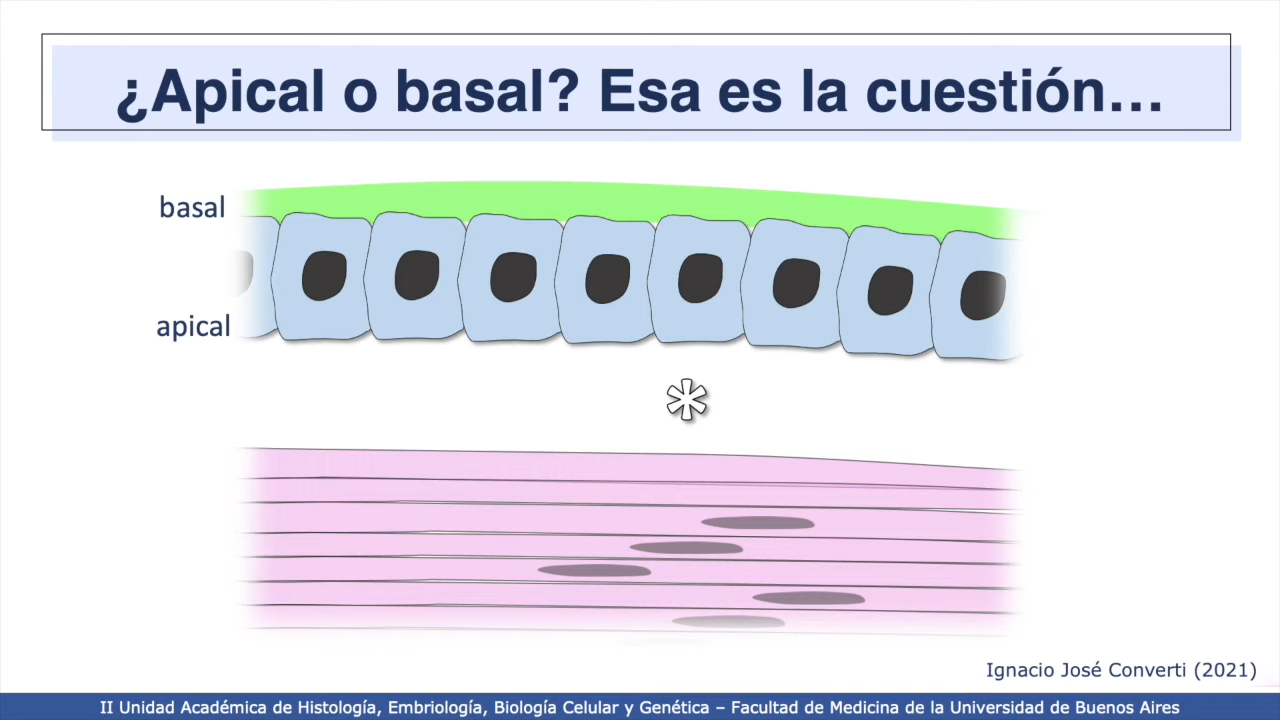 ¿Apical o basal? Esa es la cuestión...
basal
apical
Ignacio José Converti (2021)
II Unidad Académica de Histología, Embriología, Biología Celular y Genética – Facultad de Medicina de la Universidad de Buenos Aires